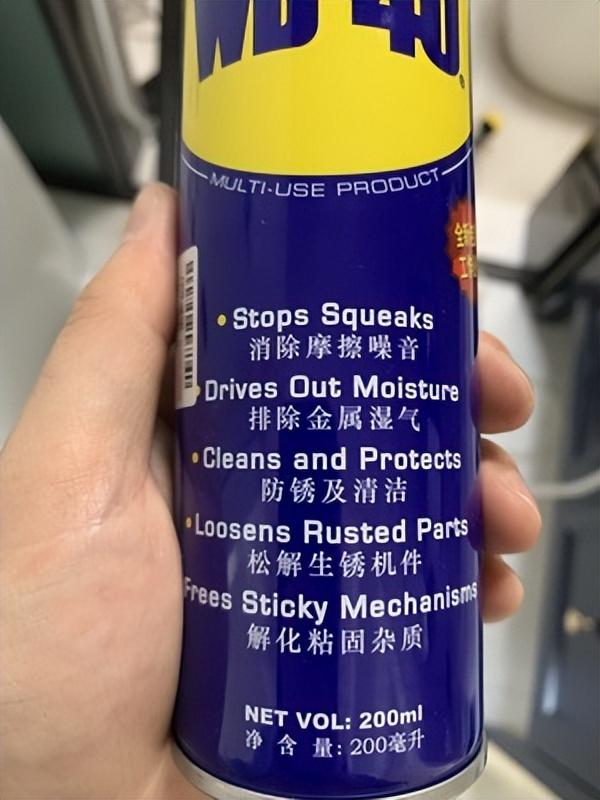 WD-40
MULTI-USE PRODUCT
• Stops Squeaks
消除摩擦噪音
• Drives Out Moisture
排除金属湿气
• Cleans and Protects
防锈及清洁
• Loosens Rusted Parts
松解生锈机件
Frees Sticky Mechanisms
解化粘固杂质
NET VOL: 200ml
净 含 量: 200毫升